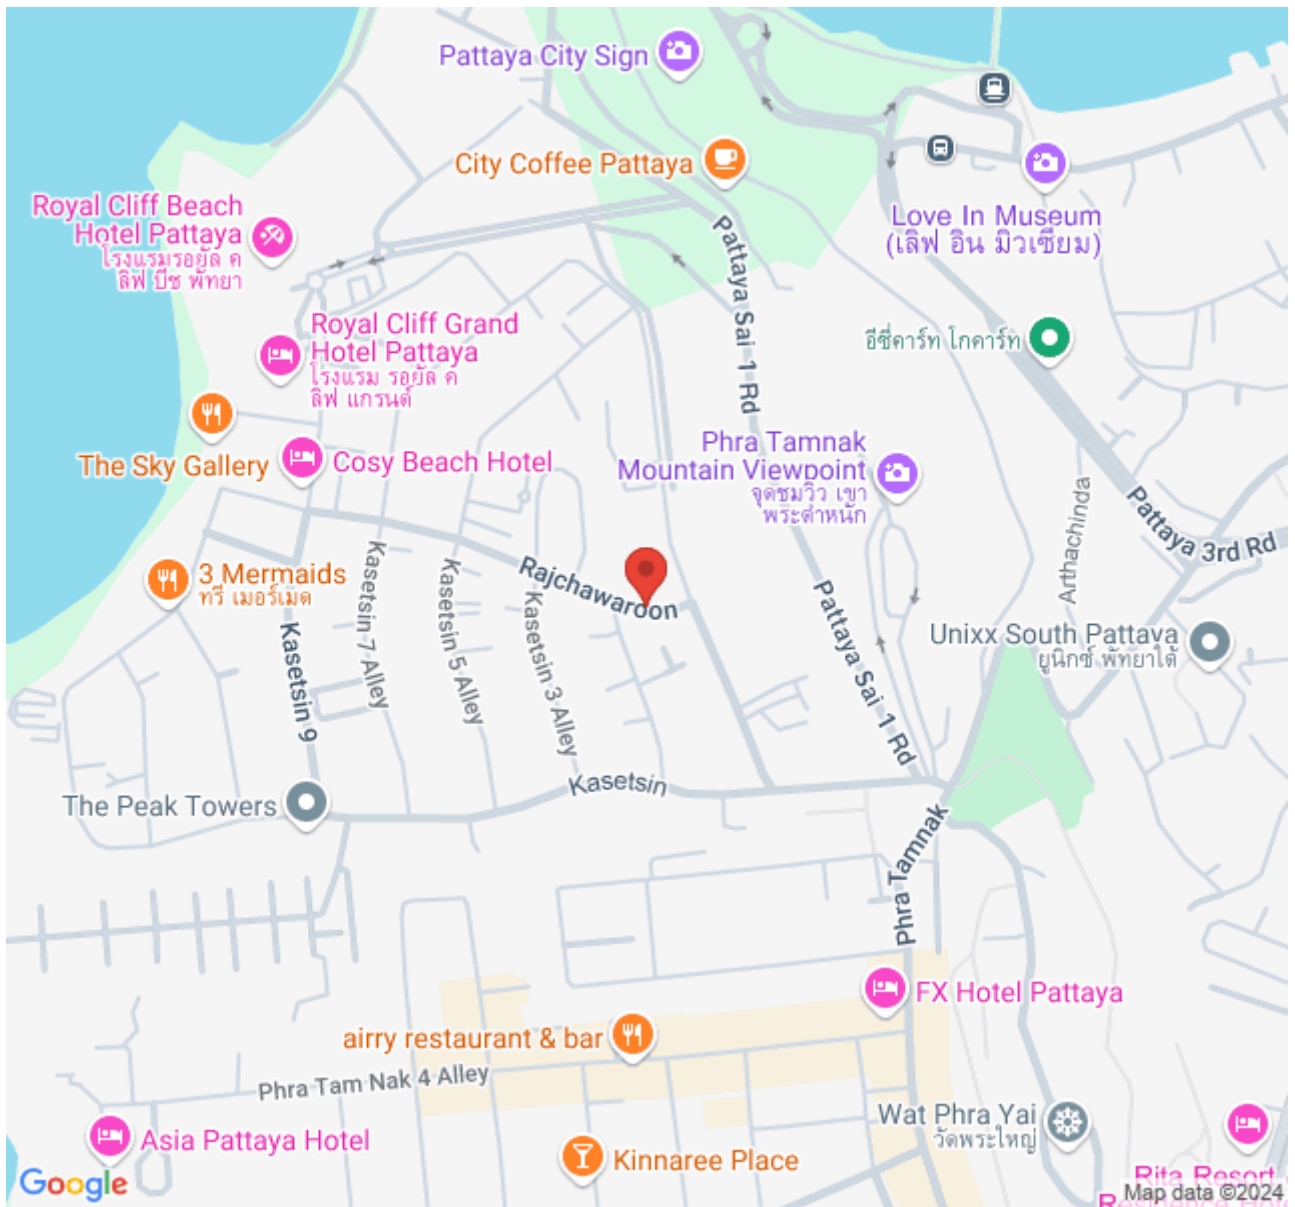 Pattaya City Sign
City Coffee Pattaya
Royal Cliff Beach
Hotel Pattaya
โรงแรมรอยัล ค
ลิฟ บีช พัทยา
Love In Museum
(เลิฟ อิน มิวเซียม)
Pattaya Sai 1 Rd
Royal Cliff Grand
Hotel Pattaya
โรงแรม รอยัล ค
ลิฟ แกรนด์
อีซี่คาร์ท โกคาร์ท
The Sky Gallery
Cosy Beach Hotel
Phra Tamnak
Mountain Viewpoint
จุดชมวิว เขา
พระตำหนัก
Arthachinda
Pattaya 3rd Rd
3 Mermaids
ทรี เมอร์เมด
Rajchawaroon
Kasetsin 9
Kasetsin 7 Alley
Kasetsin 5 Alley
Kasetsin 3 Alley
Pattaya Sai 1 Rd
Unixx South Pattaya
ยูนิกซ์ พัทยาใต้
The Peak Towers
Kasetsin
Phra Tamnak
FX Hotel Pattaya
airry restaurant & bar
Phra Tam Nak 4 Alley
Asia Pattaya Hotel
Kinnaree Place
Wat Phra Yai
วัดพระใหญ่
Rita Resort
Residence Hotel
Google
Map data ©2024